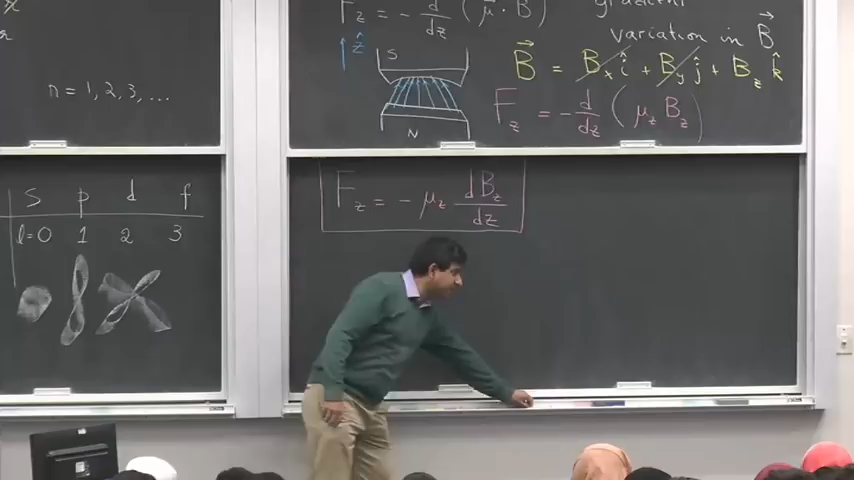 n = 1, 2, 3, ...
s p d f
l = 0 1 2 3
F_z = - d/dz (μ⃗ · B⃗) gradient
variation in B⃗
ẑ
S
N
B⃗ = B_x î + B_y ĵ + B_z k̂
F_z = - d/dz (μ_z B_z)
F_z = - μ_z dB_z/dz